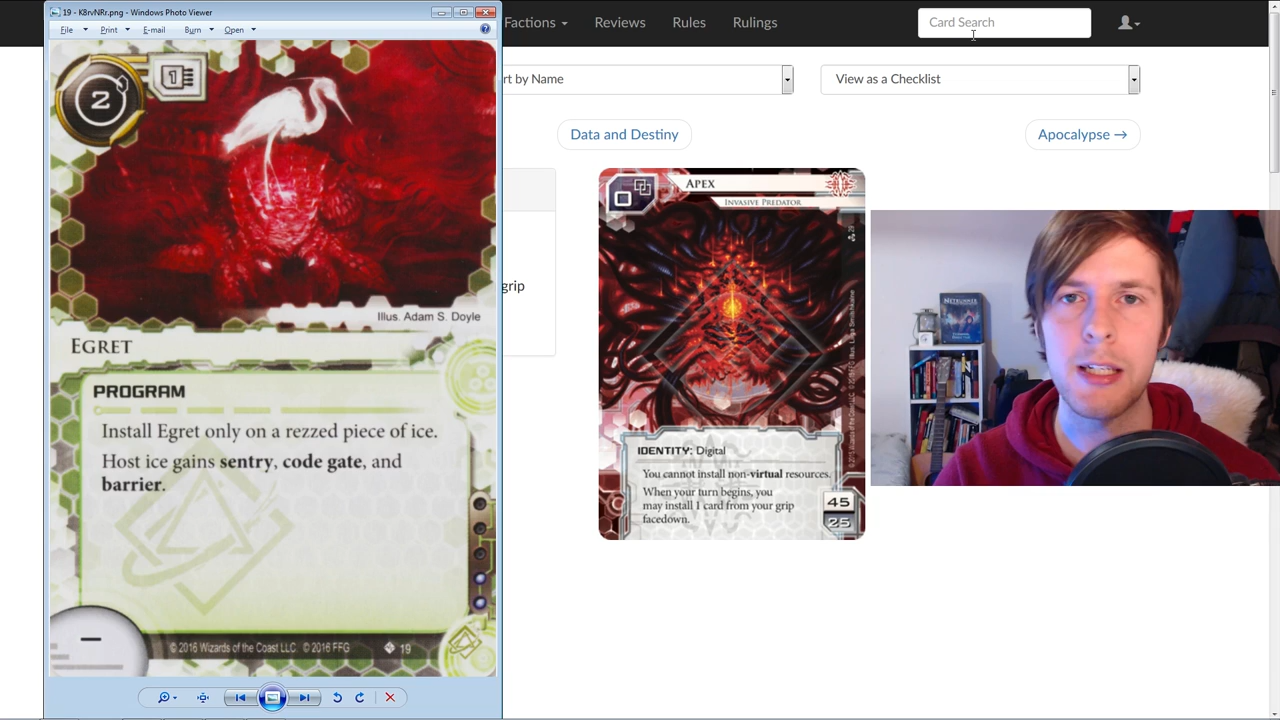 19 - K8rvNRr.png - Windows Photo Viewer
File Print E-mail Burn Open
2
1
Illus. Adam S. Doyle
EGRET
PROGRAM
Install Egret only on a rezzed piece of ice.
Host ice gains sentry, code gate, and
barrier.
–
© 2016 Wizards of the Coast LLC. © 2016 FFG
19
Factions Reviews Rules Rulings
Card Search
rt by Name
View as a Checklist
Data and Destiny
Apocalypse →
grip
APEX
INVASIVE PREDATOR
IDENTITY: Digital
You cannot install non-virtual resources.
When your turn begins, you
may install 1 card from your grip
facedown.
45
25
NETRUNNER